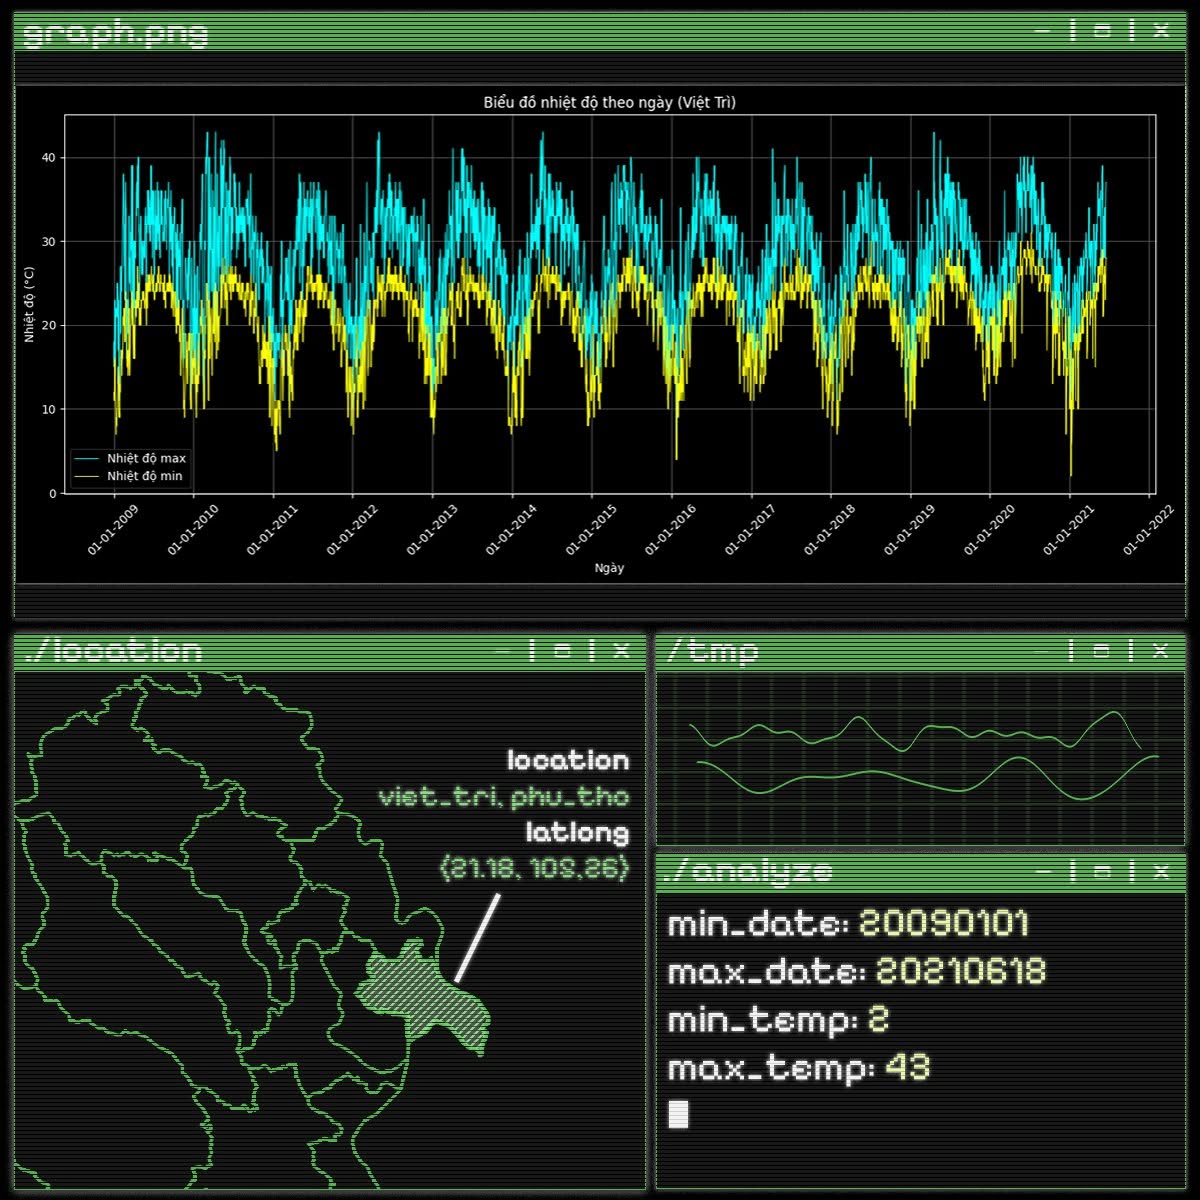 graph.png
Biểu đồ nhiệt độ theo ngày (Việt Trì)
Nhiệt độ (°C)
40
30
20
10
0
Nhiệt độ max
Nhiệt độ min
01-01-2009
01-01-2010
01-01-2011
01-01-2012
01-01-2013
01-01-2014
01-01-2015
01-01-2016
01-01-2017
01-01-2018
01-01-2019
01-01-2020
01-01-2021
01-01-2022
Ngày
./location
location
viet_tri, phu_tho
latlong
{21.18, 102,26}
/tmp
./analyze
min_date: 20090101
max_date: 20210618
min_temp: 2
max_temp: 43